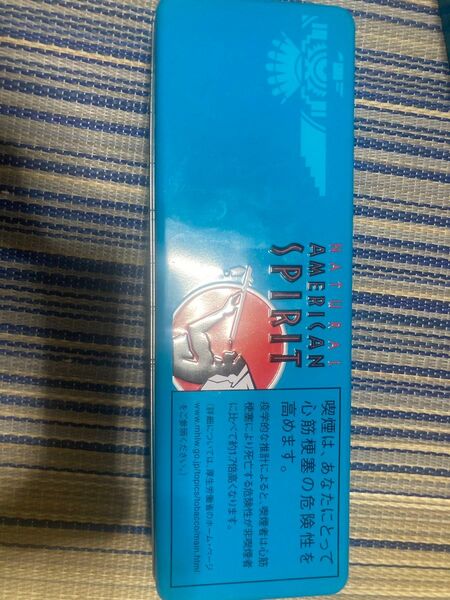 NATURAL
AMERICAN
SPIRIT
喫煙は、あなたにとって
心筋梗塞の危険性を
高めます。
疫学的な推計によると、喫煙者は心筋
梗塞により死亡する危険性が非喫煙者
に比べて約1.7倍高くなります。
(詳細については、厚生労働省のホーム・ページ
www.mhlw.go.jp/topics/tobacco/main.html
をご参照ください。)